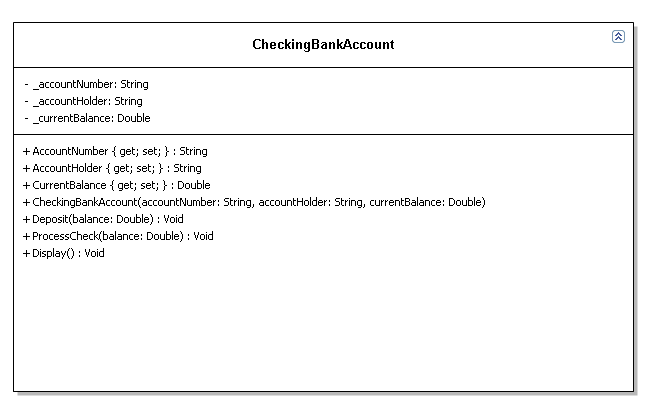 CheckingBankAccount
- _accountNumber: String
- _accountHolder: String
- _currentBalance: Double
+ AccountNumber { get; set; } : String
+ AccountHolder { get; set; } : String
+ CurrentBalance { get; set; } : Double
+ CheckingBankAccount(accountNumber: String, accountHolder: String, currentBalance: Double)
+ Deposit(balance: Double) : Void
+ ProcessCheck(balance: Double) : Void
+ Display() : Void